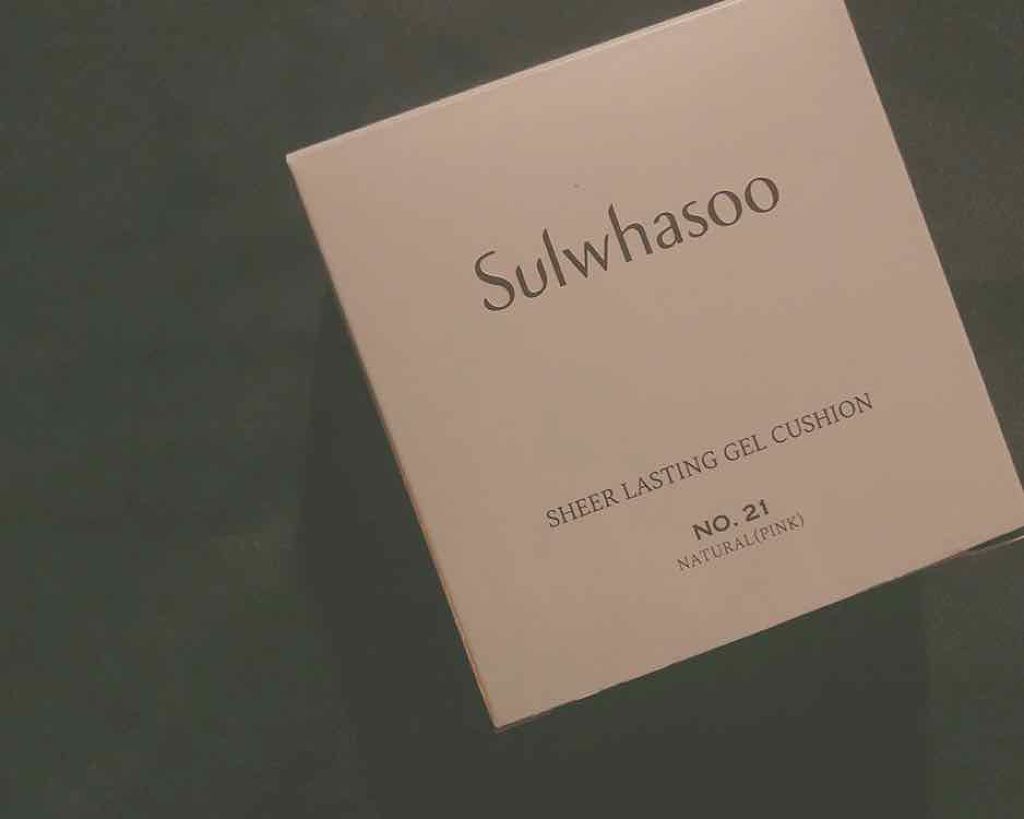 Sulwhasoo
SHEER LASTING GEL CUSHION
NO. 21
NATURAL(PINK)